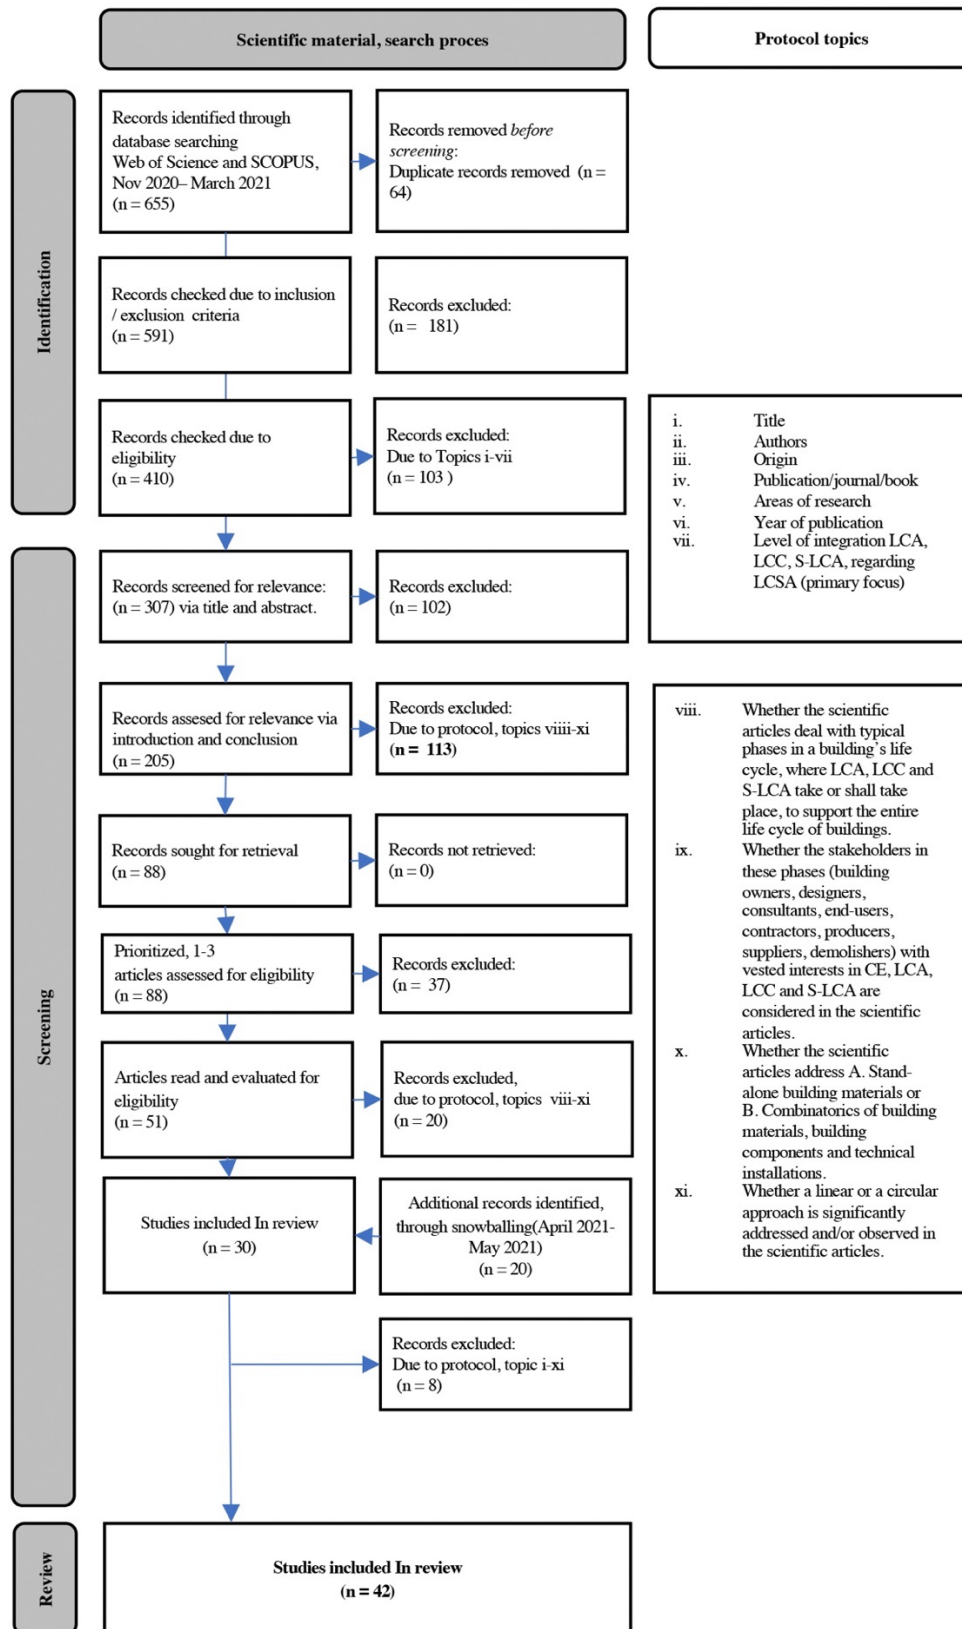 Scientific material, search proces
Protocol topics
Identification
Records identified through
database searching
Web of Science and SCOPUS,
Nov 2020– March 2021
(n = 655)
Records removed before
screening:
Duplicate records removed (n =
64)
Records checked due to inclusion
/ exclusion criteria
(n = 591)
Records excluded:
(n = 181)
Records checked due to
eligibility
(n = 410)
Records excluded:
Due to Topics i-vii
(n = 103 )
i. Title
ii. Authors
iii. Origin
iv. Publication/journal/book
v. Areas of research
vi. Year of publication
vii. Level of integration LCA,
LCC, S-LCA, regarding
LCSA (primary focus)
Screening
Records screened for relevance:
(n = 307) via title and abstract.
Records excluded:
(n = 102)
Records assesed for relevance via
introduction and conclusion
(n = 205)
Records excluded:
Due to protocol, topics viiii-xi
(n = 113)
Records sought for retrieval
(n = 88)
Records not retrieved:
(n = 0)
Prioritized, 1-3
articles assessed for eligibility
(n = 88)
Records excluded:
(n = 37)
Articles read and evaluated for
eligibility
(n = 51)
Records excluded,
due to protocol, topics viii-xi
(n = 20)
Studies included In review
(n = 30)
Additional records identified,
through snowballing(April 2021-
May 2021)
(n = 20)
Records excluded:
Due to protocol, topic i-xi
(n = 8)
viii. Whether the scientific
articles deal with typical
phases in a building's life
cycle, where LCA, LCC and
S-LCA take or shall take
place, to support the entire
life cycle of buildings.
ix. Whether the stakeholders in
these phases (building
owners, designers,
consultants, end-users,
contractors, producers,
suppliers, demolishers) with
vested interests in CE, LCA,
LCC and S-LCA are
considered in the scientific
articles.
x. Whether the scientific
articles address A. Stand-
alone building materials or
B. Combinatorics of building
materials, building
components and technical
installations.
xi. Whether a linear or a circular
approach is significantly
addressed and/or observed in
the scientific articles.
Review
Studies included In review
(n = 42)